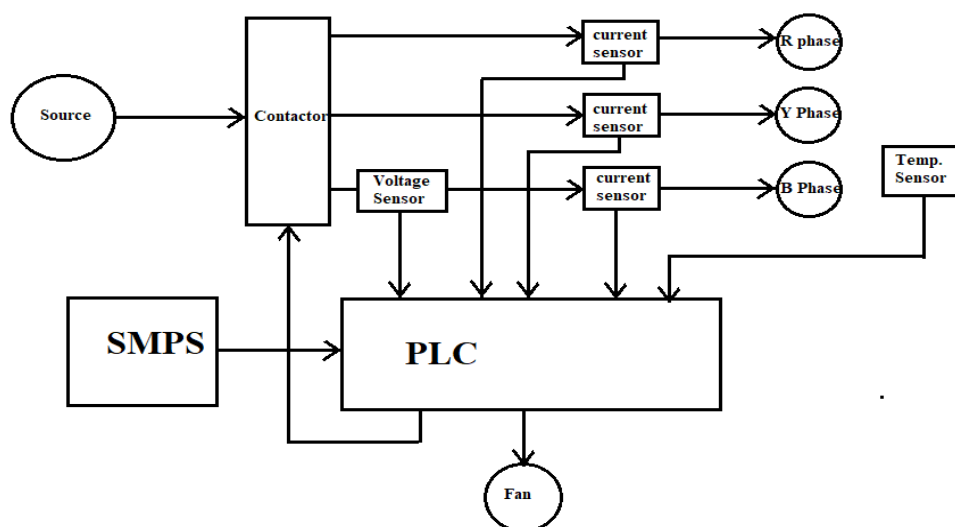 current
sensor
R phase
Source
Contactor
current
sensor
Y Phase
Voltage
Sensor
current
sensor
B Phase
Temp.
Sensor
SMPS
PLC
Fan